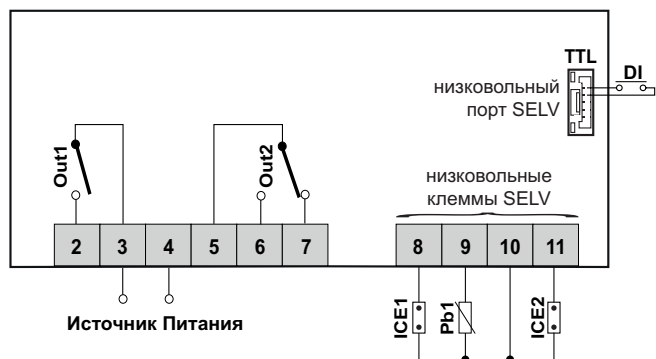 TTL
DI
низковольный
порт SELV
Out1
Out2
низковольные
клеммы SELV
2 3 4 5 6 7 8 9 10 11
Источник Питания
ICE1
Pb1
ICE2